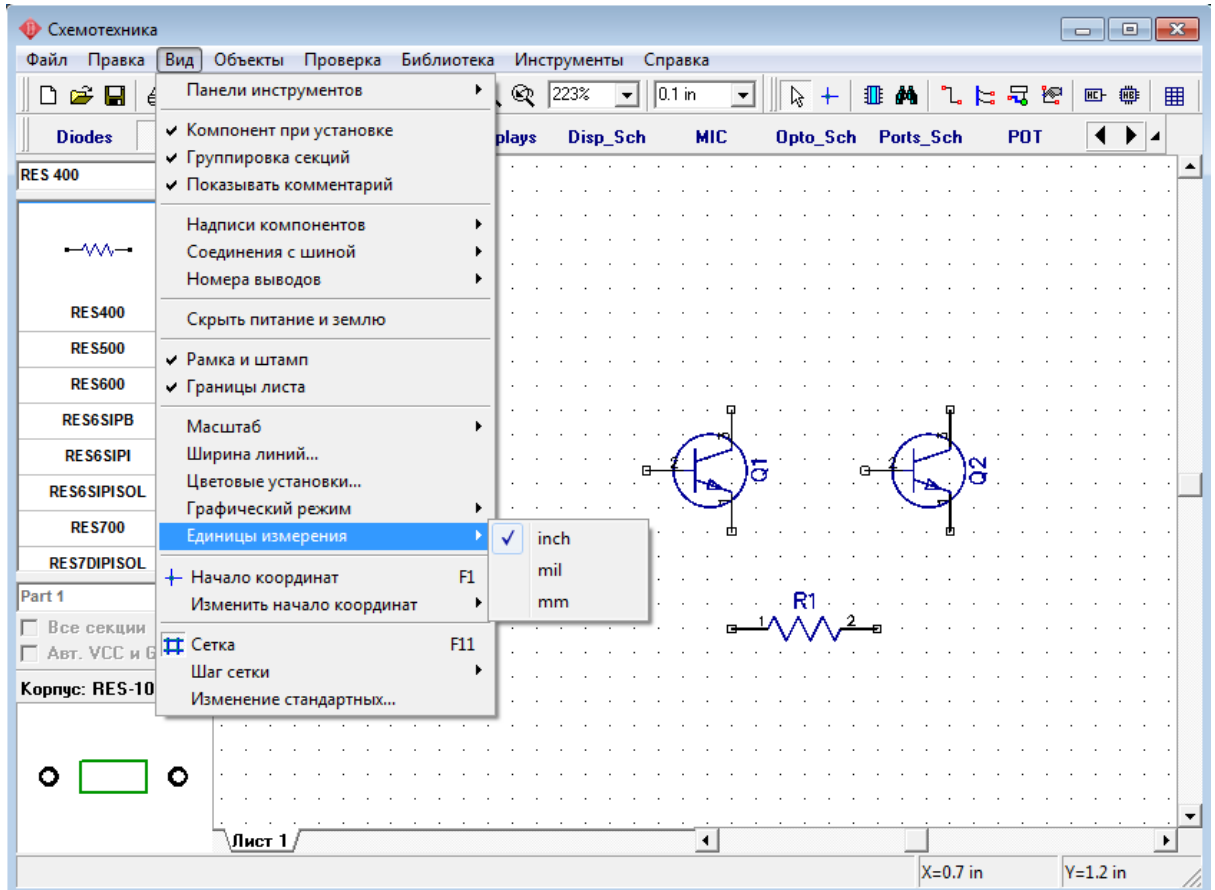 Схемотехника
Файл Правка Вид Объекты Проверка Библиотека Инструменты Справка
223% 0.1 in
Diodes plays Disp_Sch MIC Opto_Sch Ports_Sch POT
RES 400
RES400
RES500
RES600
RES6SIPB
RES6SIPI
RES6SIPISOL
RES700
RES7DIPISOL
Part 1
Все секции
Авт. VCC и G
Корпус: RES-10
Панели инструментов
Компонент при установке
Группировка секций
Показывать комментарий
Надписи компонентов
Соединения с шиной
Номера выводов
Скрыть питание и землю
Рамка и штамп
Границы листа
Масштаб
Ширина линий...
Цветовые установки...
Графический режим
Единицы измерения
Начало координат F1
Изменить начало координат
Сетка F11
Шаг сетки
Изменение стандартных...
inch
mil
mm
2 Q1
2 Q2
R1
1 2
Лист 1
X=0.7 in Y=1.2 in